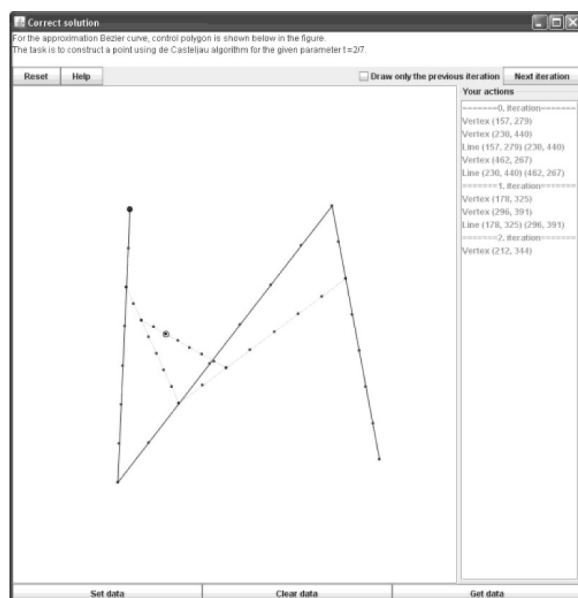 Correct solution
For the approximation Bezier curve, control polygon is shown below in the figure.
The task is to construct a point using de Casteljau algorithm for the given parameter t=2/7.
Reset Help Draw only the previous iteration Next iteration
Your actions
=======0, iteration=======
Vertex (157, 279)
Vertex (230, 440)
Line (157, 279) (230, 440)
Vertex (462, 267)
Line (230, 440) (462, 267)
=======1, iteration=======
Vertex (178, 325)
Vertex (296, 391)
Line (178, 325) (296, 391)
=======2, iteration=======
Vertex (212, 344)
Set data Clear data Get data